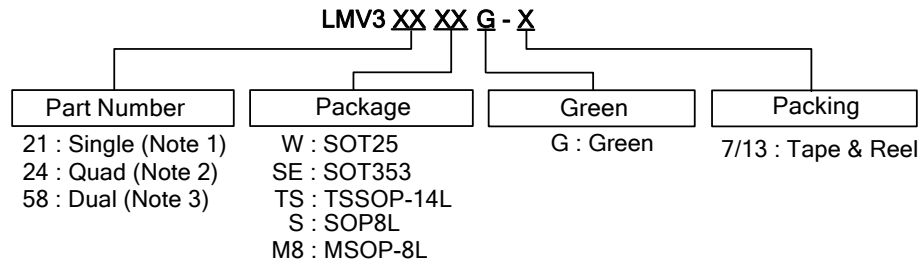 LMV3 XX XX G - X
Part Number
21 : Single (Note 1)
24 : Quad (Note 2)
58 : Dual (Note 3)
Package
W : SOT25
SE : SOT353
TS : TSSOP-14L
S : SOP8L
M8 : MSOP-8L
Green
G : Green
Packing
7/13 : Tape & Reel